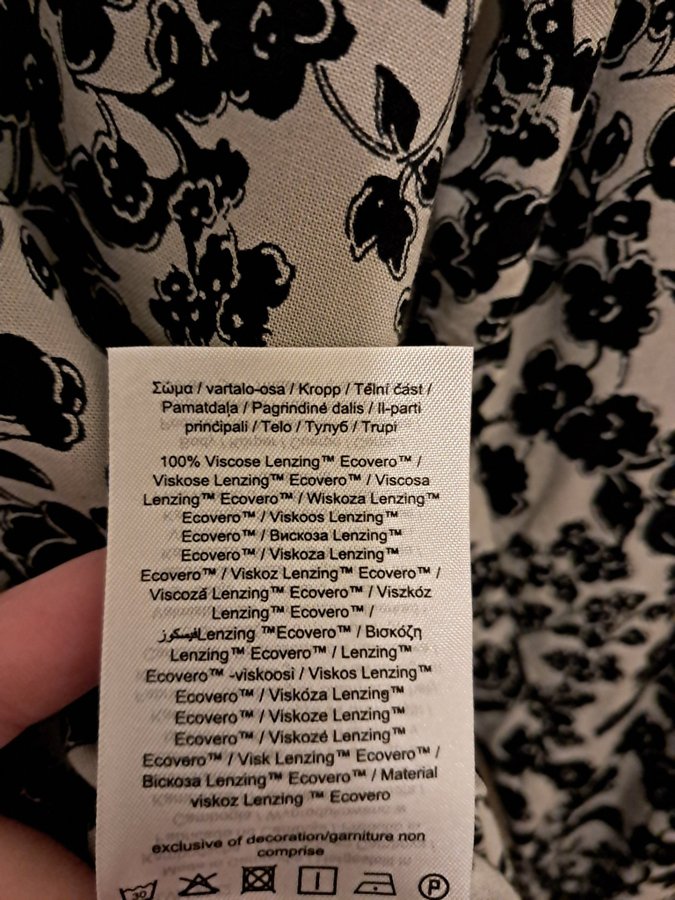 Σώμα / vartalo-osa / Kropp / Tělní část /
Pamatdaļa / Pagrindinė dalis / Il-parti
prinċipali / Telo / Тулуб / Trupi
100% Viscose Lenzing™ Ecovero™ /
Viskose Lenzing™ Ecovero™ / Viscosa
Lenzing™ Ecovero™ / Wiskoza Lenzing™
Ecovero™ / Viskoos Lenzing™
Ecovero™ / Вискоза Lenzing™
Ecovero™ / Viskoza Lenzing™
Ecovero™ / Viskoz Lenzing™ Ecovero™ /
Viscoză Lenzing™ Ecovero™ / Viszkóz
Lenzing™ Ecovero™ /
فيسكوزLenzing ™Ecovero™ / Βισκόζη
Lenzing™ Ecovero™ / Lenzing™
Ecovero™ -viskoosi / Viskos Lenzing™
Ecovero™ / Viskóza Lenzing™
Ecovero™ / Viskoze Lenzing™
Ecovero™ / Viskozė Lenzing™
Ecovero™ / Visk Lenzing™ Ecovero™ /
Віскоза Lenzing™ Ecovero™ / Material
viskoz Lenzing ™ Ecovero
exclusive of decoration/garniture non
comprise
30 P